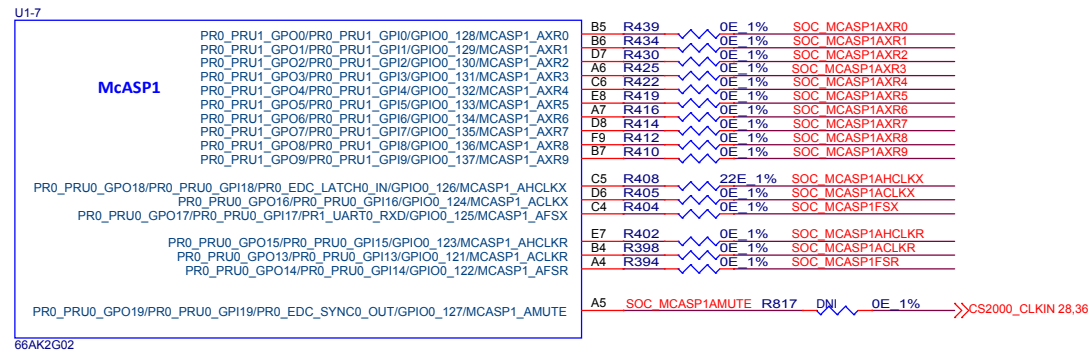 U1-7
McASP1
PR0_PRU1_GPO0/PR0_PRU1_GPI0/GPIO0_128/MCASP1_AXR0 B5 R439 0E_1% SOC_MCASP1AXR0
PR0_PRU1_GPO1/PR0_PRU1_GPI1/GPIO0_129/MCASP1_AXR1 B6 R434 0E_1% SOC_MCASP1AXR1
PR0_PRU1_GPO2/PR0_PRU1_GPI2/GPIO0_130/MCASP1_AXR2 D7 R430 0E_1% SOC_MCASP1AXR2
PR0_PRU1_GPO3/PR0_PRU1_GPI3/GPIO0_131/MCASP1_AXR3 A6 R425 0E_1% SOC_MCASP1AXR3
PR0_PRU1_GPO4/PR0_PRU1_GPI4/GPIO0_132/MCASP1_AXR4 C6 R422 0E_1% SOC_MCASP1AXR4
PR0_PRU1_GPO5/PR0_PRU1_GPI5/GPIO0_133/MCASP1_AXR5 E8 R419 0E_1% SOC_MCASP1AXR5
PR0_PRU1_GPO6/PR0_PRU1_GPI6/GPIO0_134/MCASP1_AXR6 A7 R416 0E_1% SOC_MCASP1AXR6
PR0_PRU1_GPO7/PR0_PRU1_GPI7/GPIO0_135/MCASP1_AXR7 D8 R414 0E_1% SOC_MCASP1AXR7
PR0_PRU1_GPO8/PR0_PRU1_GPI8/GPIO0_136/MCASP1_AXR8 F9 R412 0E_1% SOC_MCASP1AXR8
PR0_PRU1_GPO9/PR0_PRU1_GPI9/GPIO0_137/MCASP1_AXR9 B7 R410 0E_1% SOC_MCASP1AXR9
PR0_PRU0_GPO18/PR0_PRU0_GPI18/PR0_EDC_LATCH0_IN/GPIO0_126/MCASP1_AHCLKX C5 R408 22E_1% SOC_MCASP1AHCLKX
PR0_PRU0_GPO16/PR0_PRU0_GPI16/GPIO0_124/MCASP1_ACLKX D6 R405 0E_1% SOC_MCASP1ACLKX
PR0_PRU0_GPO17/PR0_PRU0_GPI17/PR1_UART0_RXD/GPIO0_125/MCASP1_AFSX C4 R404 0E_1% SOC_MCASP1FSX
PR0_PRU0_GPO15/PR0_PRU0_GPI15/GPIO0_123/MCASP1_AHCLKR E7 R402 0E_1% SOC_MCASP1AHCLKR
PR0_PRU0_GPO13/PR0_PRU0_GPI13/GPIO0_121/MCASP1_ACLKR B4 R398 0E_1% SOC_MCASP1ACLKR
PR0_PRU0_GPO14/PR0_PRU0_GPI14/GPIO0_122/MCASP1_AFSR A4 R394 0E_1% SOC_MCASP1FSR
PR0_PRU0_GPO19/PR0_PRU0_GPI19/PR0_EDC_SYNC0_OUT/GPIO0_127/MCASP1_AMUTE A5 SOC_MCASP1AMUTE R817 DNI 0E_1% CS2000_CLKIN 28,36
66AK2G02